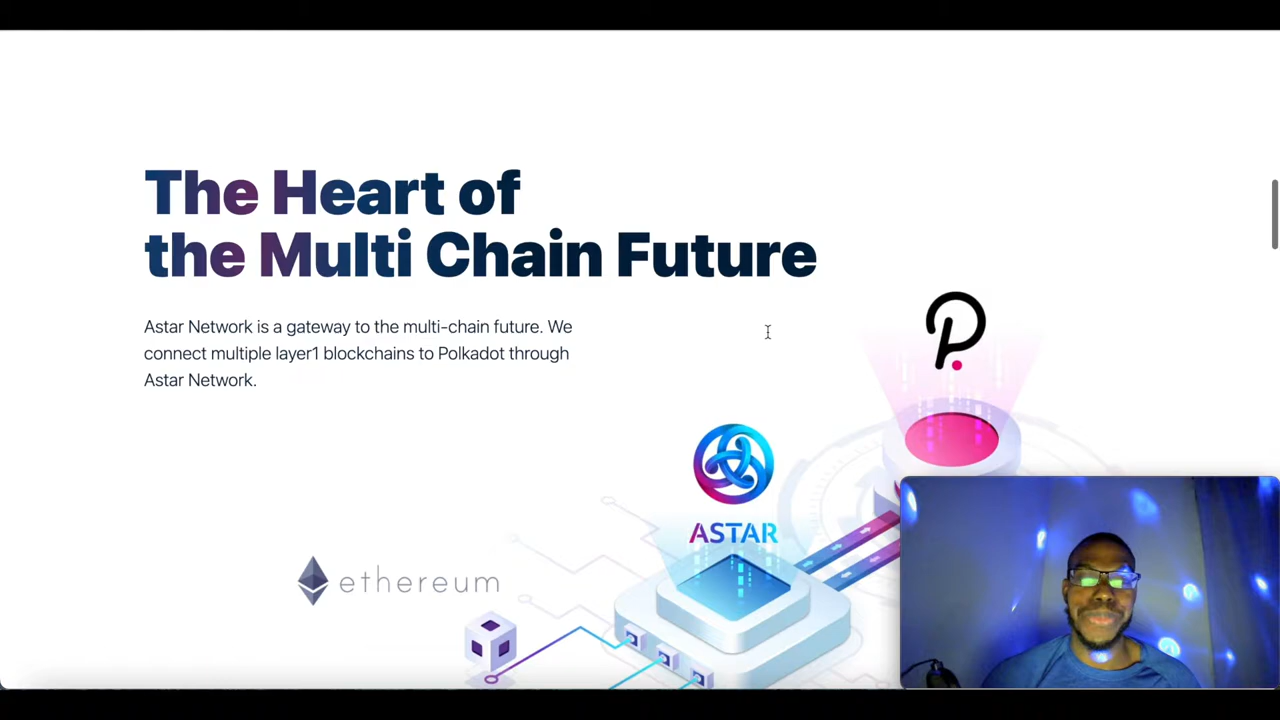 The Heart of
the Multi Chain Future
Astar Network is a gateway to the multi-chain future. We
connect multiple layer1 blockchains to Polkadot through
Astar Network.
ASTAR
ethereum